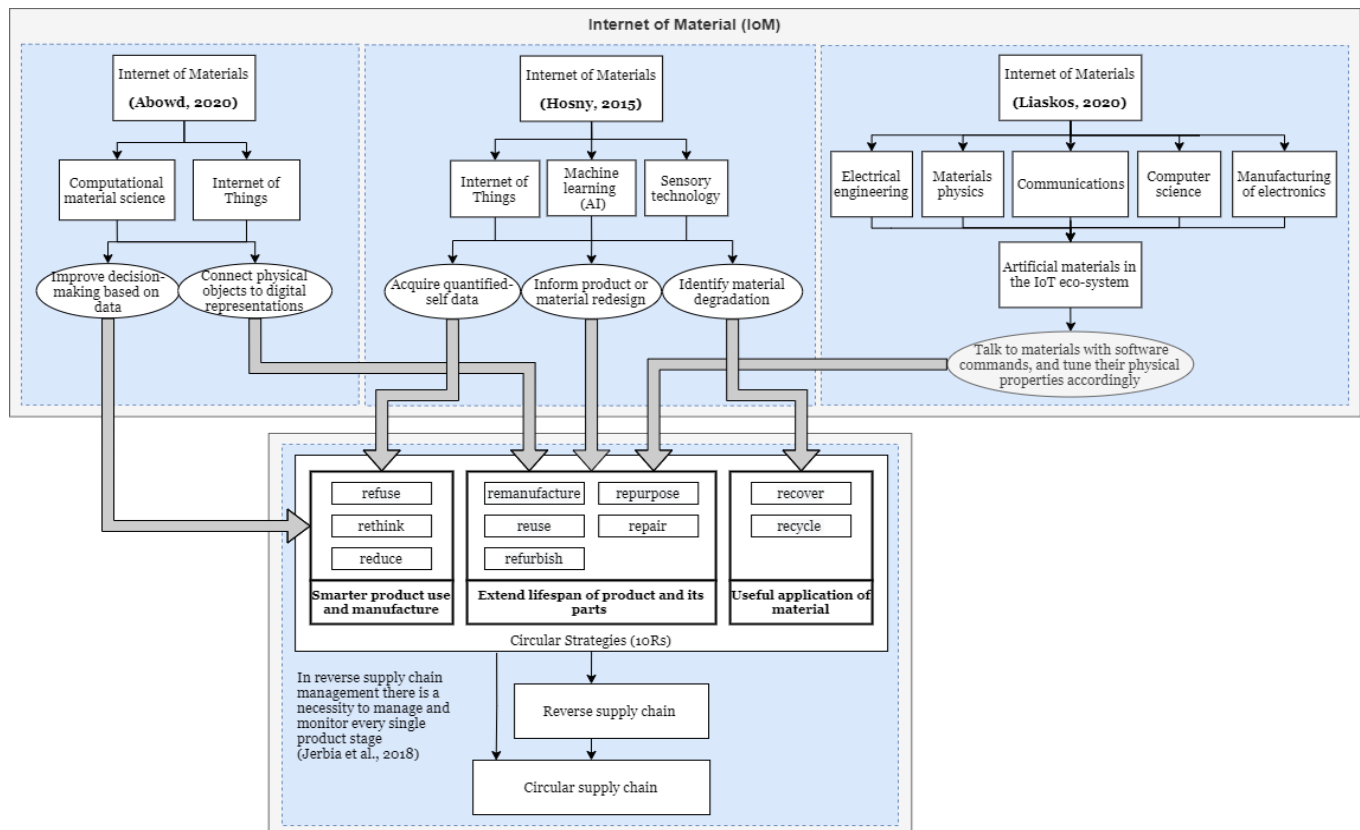 Internet of Material (IoM)
Internet of Materials
(Abowd, 2020)
Computational
material science
Internet of
Things
Improve decision-
making based on
data
Connect physical
objects to digital
representations
Internet of Materials
(Hosny, 2015)
Internet of
Things
Machine
learning
(AI)
Sensory
technology
Acquire quantified-
self data
Inform product or
material redesign
Identify material
degradation
Internet of Materials
(Liaskos, 2020)
Electrical
engineering
Materials
physics
Communications
Computer
science
Manufacturing
of electronics
Artificial materials in
the IoT eco-system
Talk to materials with software
commands, and tune their physical
properties accordingly
refuse
rethink
reduce
Smarter product use
and manufacture
remanufacture
reuse
refurbish
repurpose
repair
Extend lifespan of product and its
parts
recover
recycle
Useful application of
material
Circular Strategies (10Rs)
In reverse supply chain
management there is a
necessity to manage and
monitor every single
product stage
(Jerbia et al., 2018)
Reverse supply chain
Circular supply chain